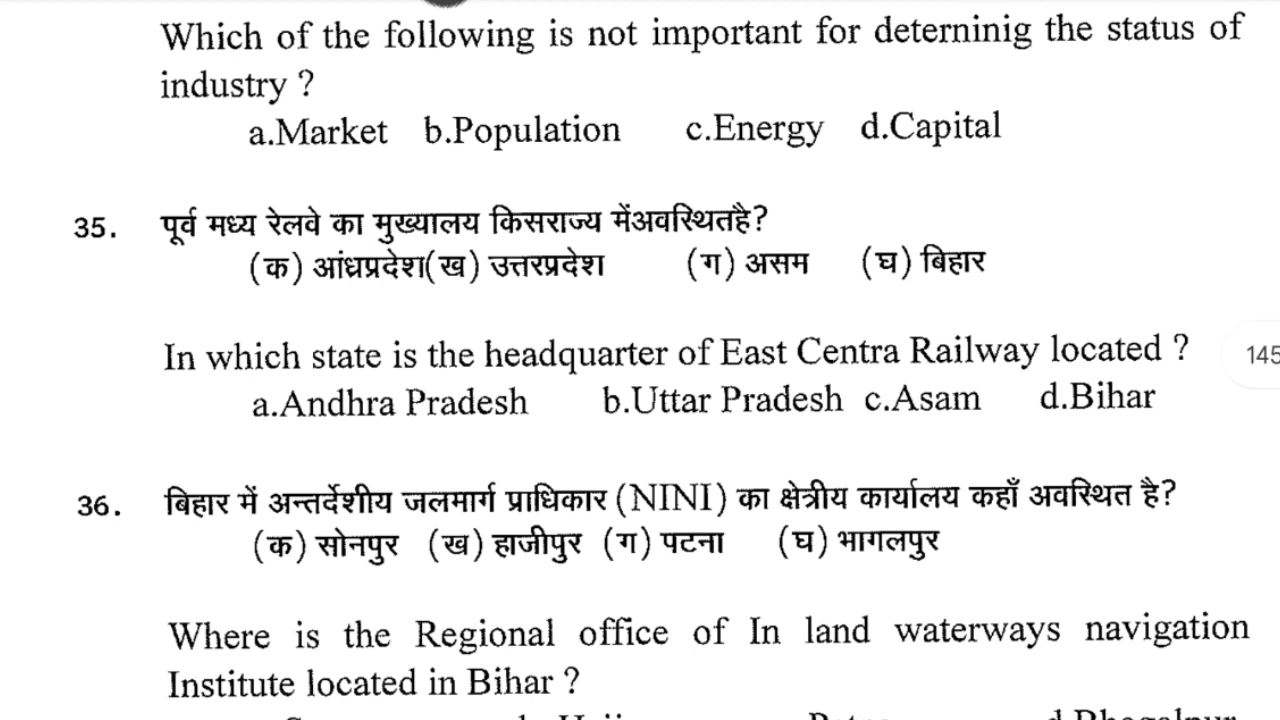 Which of the following is not important for deterninig the status of
industry ?
a.Market b.Population c.Energy d.Capital
35. पूर्व मध्य रेलवे का मुख्यालय किसराज्य मेंअवस्थितहै?
(क) आंध्रप्रदेश(ख) उत्तरप्रदेश (ग) असम (घ) बिहार
In which state is the headquarter of East Centra Railway located ?
145
a.Andhra Pradesh b.Uttar Pradesh c.Asam d.Bihar
36. बिहार में अन्तर्देशीय जलमार्ग प्राधिकार (NINI) का क्षेत्रीय कार्यालय कहाँ अवस्थित है?
(क) सोनपुर (ख) हाजीपुर (ग) पटना (घ) भागलपुर
Where is the Regional office of In land waterways navigation
Institute located in Bihar ?
d.Bhagalpur